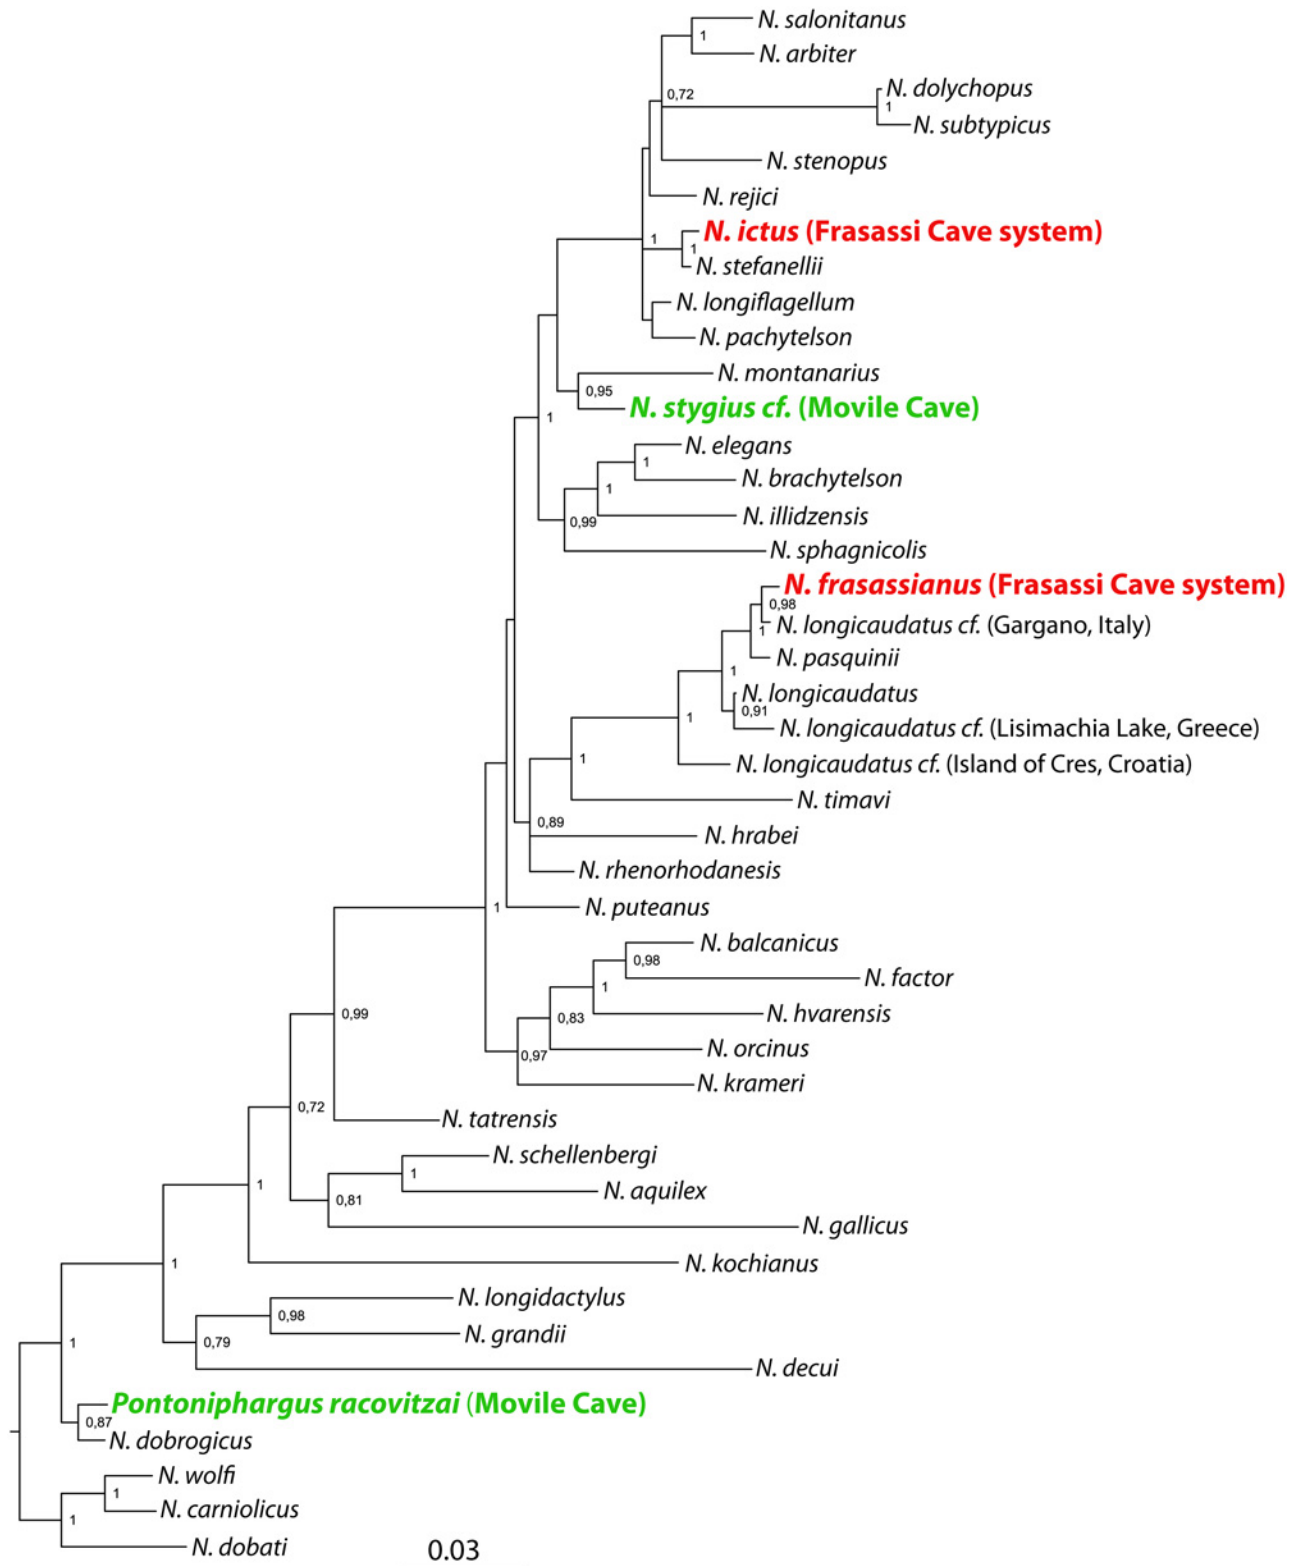 N. salonitanus
1
N. arbiter
0,72
N. dolychopus
1
N. subtypicus
N. stenopus
N. rejici
N. ictus (Frasassi Cave system)
1
1
N. stefanellii
N. longiflagellum
N. pachytelson
N. montanarius
0,95
N. stygius cf. (Movile Cave)
1
N. elegans
1
N. brachytelson
1
N. illidzensis
0,99
N. sphagnicolis
N. frasassianus (Frasassi Cave system)
0,98
N. longicaudatus cf. (Gargano, Italy)
1
N. pasquinii
1
N. longicaudatus
0,91
1
N. longicaudatus cf. (Lisimachia Lake, Greece)
1
N. longicaudatus cf. (Island of Cres, Croatia)
N. timavi
0,89
N. hrabei
N. rhenorhodanesis
1
N. puteanus
N. balcanicus
0,98
N. factor
1
N. hvarensis
0,99
0,83
N. orcinus
0,97
N. krameri
0,72
N. tatrensis
N. schellenbergi
1
1
N. aquilex
0,81
N. gallicus
1
N. kochianus
N. longidactylus
0,98
N. grandii
1
0,79
N. decui
Pontoniphargus racovitzai (Movile Cave)
0,87
N. dobrogicus
N. wolfi
1
N. carniolicus
1
N. dobati
0.03